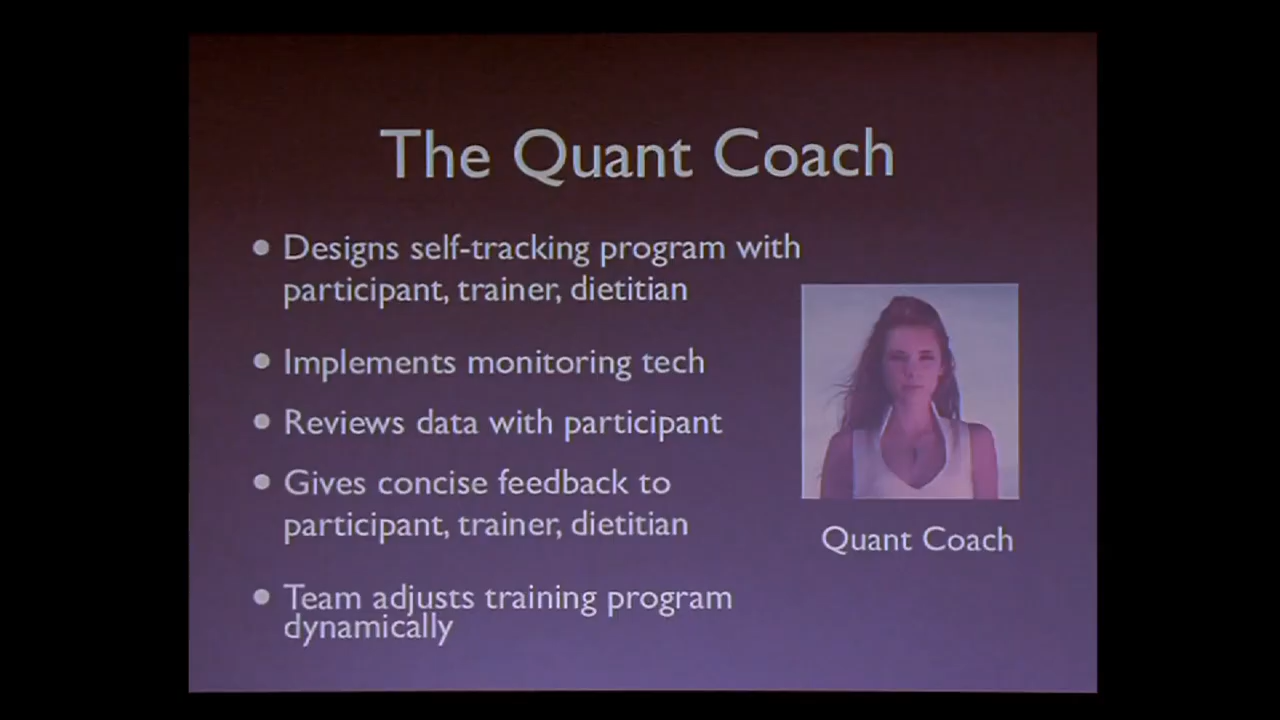 The Quant Coach
• Designs self-tracking program with
participant, trainer, dietitian
• Implements monitoring tech
• Reviews data with participant
• Gives concise feedback to
participant, trainer, dietitian
• Team adjusts training program
dynamically
Quant Coach